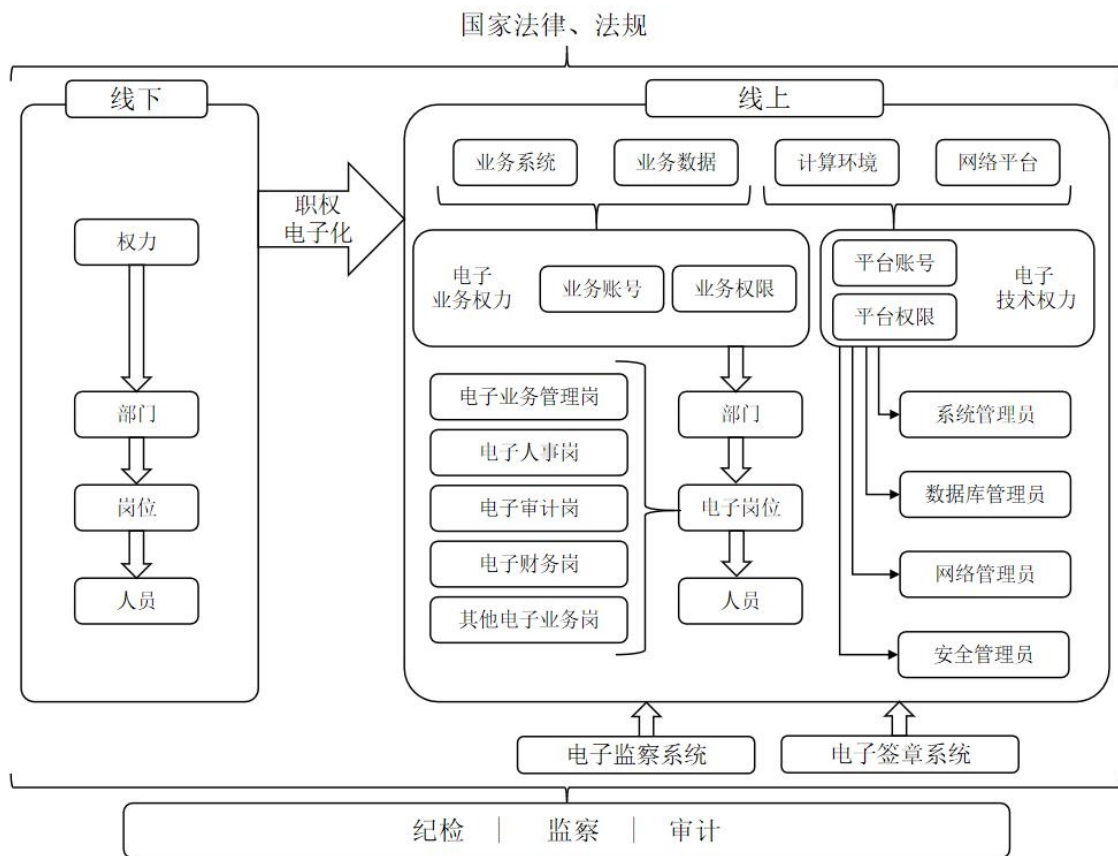 国家法律、法规
线下
权力
部门
岗位
人员
职权
电子化
线上
业务系统
业务数据
计算环境
网络平台
电子
业务权力
业务账号
业务权限
平台账号
平台权限
电子
技术权力
电子业务管理岗
电子人事岗
电子审计岗
电子财务岗
其他电子业务岗
部门
电子岗位
人员
系统管理员
数据库管理员
网络管理员
安全管理员
电子监察系统
电子签章系统
纪检 | 监察 | 审计